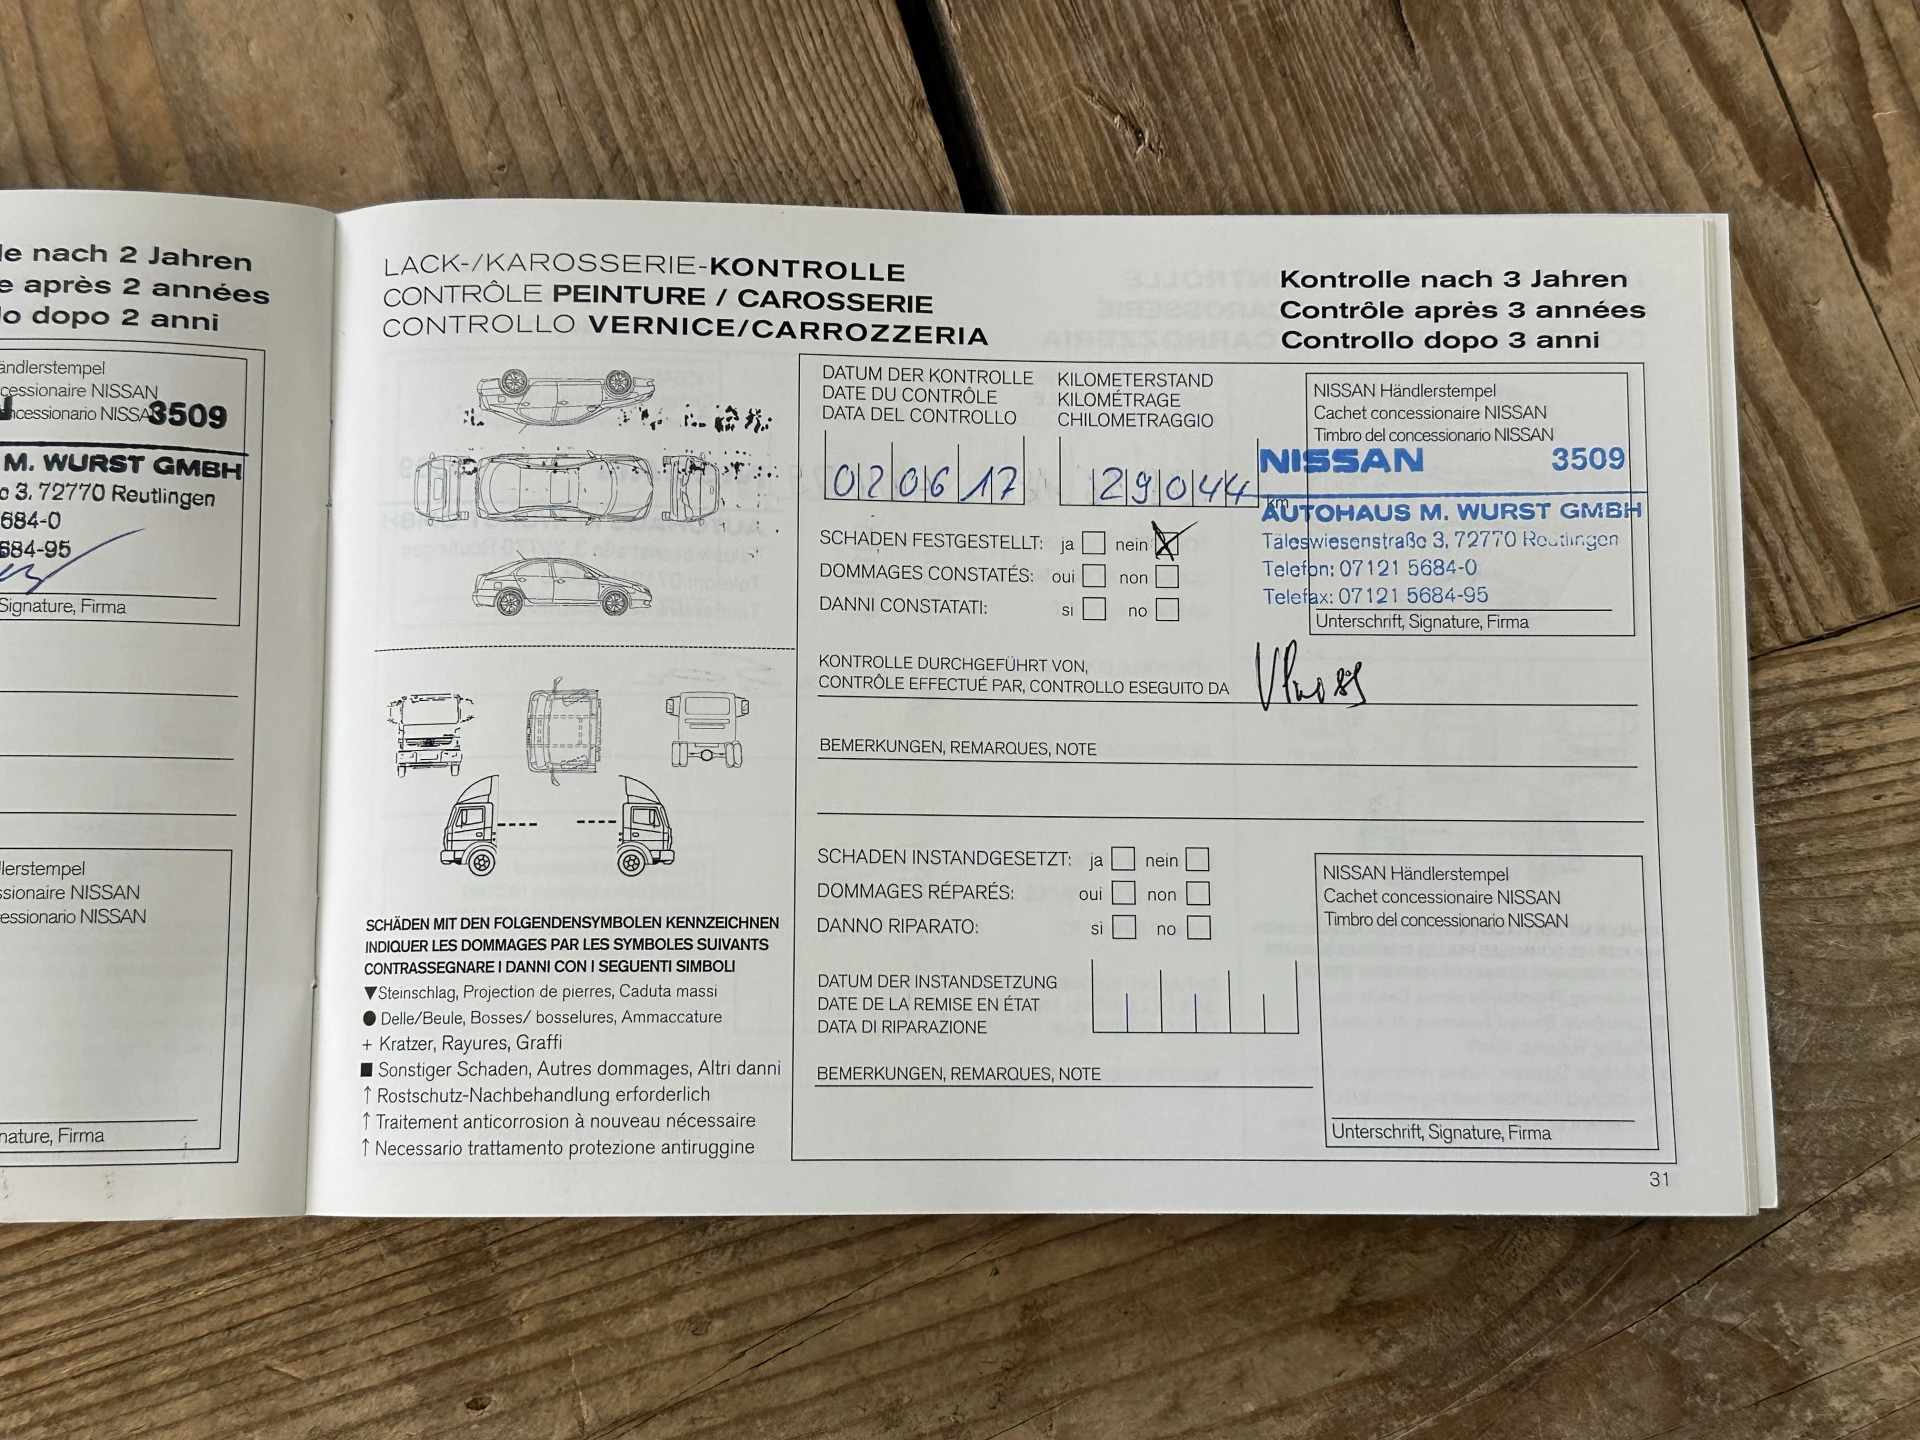 le nach 2 Jahren
e après 2 années
lo dopo 2 anni
ändlerstempel
cessionaire NISSAN
ncessionario NISSA 3509
M. WURST GMBH
3, 72770 Reutlingen
684-0
684-95
Signature, Firma
lerstempel
ssionaire NISSAN
essionario NISSAN
nature, Firma
LACK-/KAROSSERIE-KONTROLLE
CONTRÔLE PEINTURE / CAROSSERIE
CONTROLLO VERNICE/CARROZZERIA
Kontrolle nach 3 Jahren
Contrôle après 3 années
Controllo dopo 3 anni
SCHÄDEN MIT DEN FOLGENDENSYMBOLEN KENNZEICHNEN
INDIQUER LES DOMMAGES PAR LES SYMBOLES SUIVANTS
CONTRASSEGNARE I DANNI CON I SEGUENTI SIMBOLI
▼Steinschlag, Projection de pierres, Caduta massi
● Delle/Beule, Bosses/ bosselures, Ammaccature
+ Kratzer, Rayures, Graffi
■ Sonstiger Schaden, Autres dommages, Altri danni
↑ Rostschutz-Nachbehandlung erforderlich
↑ Traitement anticorrosion à nouveau nécessaire
↑ Necessario trattamento protezione antiruggine
DATUM DER KONTROLLE
DATE DU CONTRÔLE
DATA DEL CONTROLLO
02 06 17
KILOMETERSTAND
KILOMÉTRAGE
CHILOMETRAGGIO
29044 km
SCHADEN FESTGESTELLT: ja nein
DOMMAGES CONSTATÉS: oui non
DANNI CONSTATATI: si no
NISSAN Händlerstempel
Cachet concessionaire NISSAN
Timbro del concessionario NISSAN
NISSAN 3509
AUTOHAUS M. WURST GMBH
Täleswiesenstraße 3, 72770 Reutlingen
Telefon: 07121 5684-0
Telefax: 07121 5684-95
Unterschrift, Signature, Firma
KONTROLLE DURCHGEFÜHRT VON,
CONTRÔLE EFFECTUÉ PAR, CONTROLLO ESEGUITO DA
BEMERKUNGEN, REMARQUES, NOTE
SCHADEN INSTANDGESETZT: ja nein
DOMMAGES RÉPARÉS: oui non
DANNO RIPARATO: si no
DATUM DER INSTANDSETZUNG
DATE DE LA REMISE EN ÉTAT
DATA DI RIPARAZIONE
BEMERKUNGEN, REMARQUES, NOTE
NISSAN Händlerstempel
Cachet concessionaire NISSAN
Timbro del concessionario NISSAN
Unterschrift, Signature, Firma
31